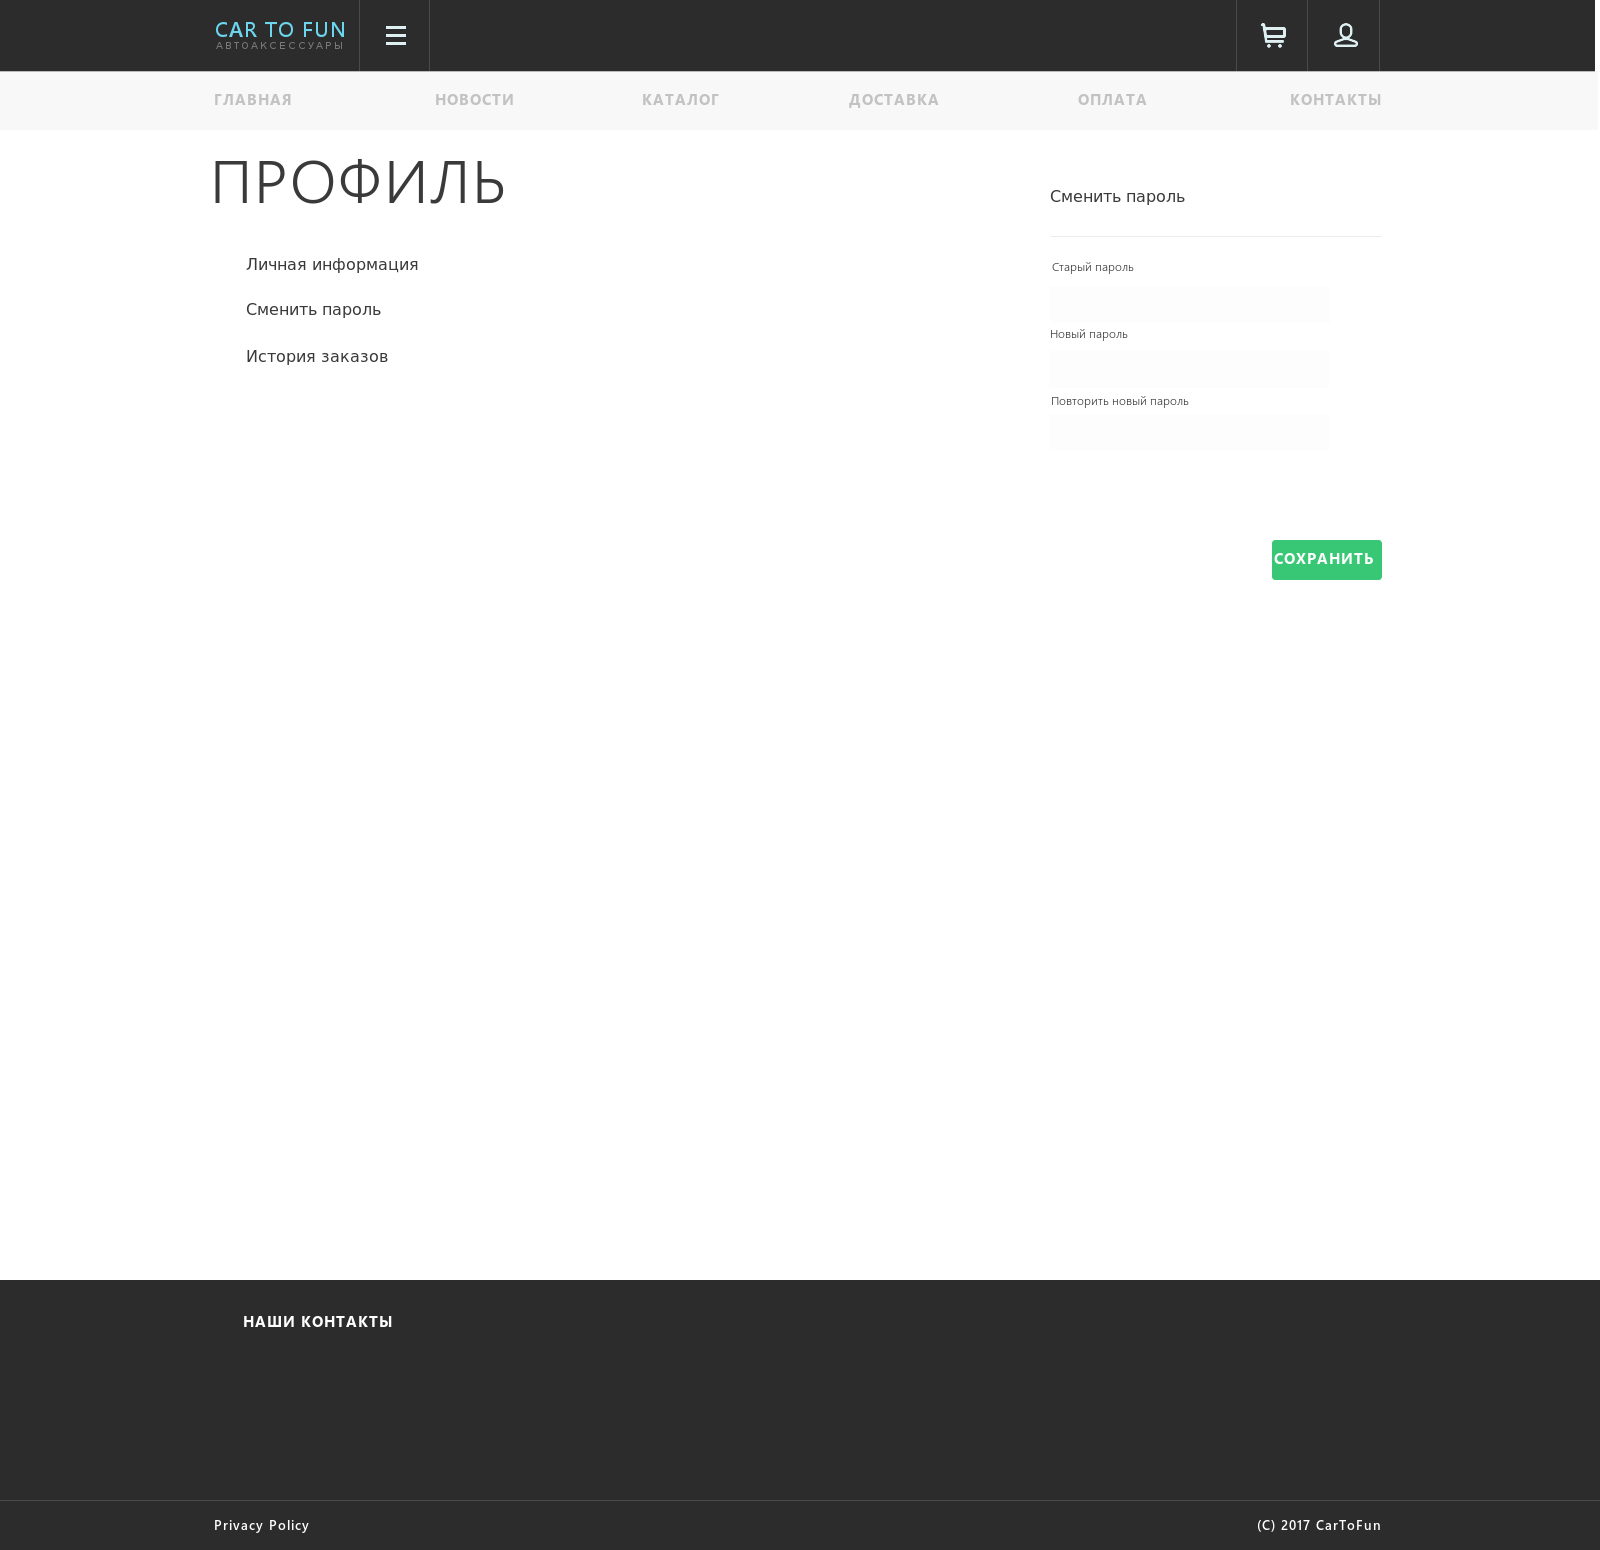 CAR TO FUN
АВТОАКСЕССУАРЫ
ГЛАВНАЯ НОВОСТИ КАТАЛОГ ДОСТАВКА ОПЛАТА КОНТАКТЫ
ПРОФИЛЬ
Личная информация
Сменить пароль
История заказов
Сменить пароль
Старый пароль
Новый пароль
Повторить новый пароль
СОХРАНИТЬ
НАШИ КОНТАКТЫ
Privacy Policy
(C) 2017 CarToFun